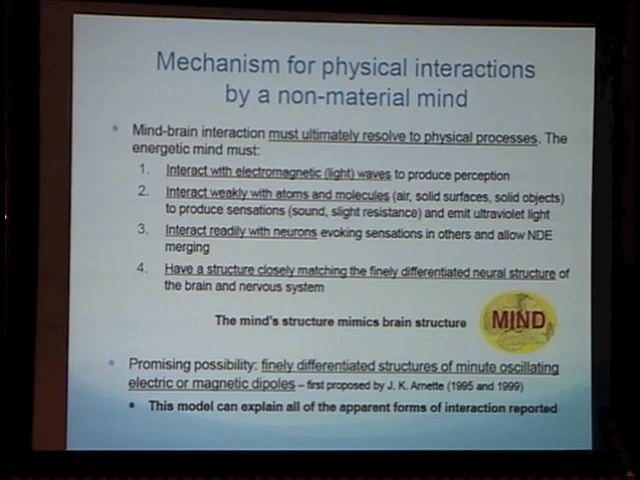 Mechanism for physical interactions
by a non-material mind
• Mind-brain interaction must ultimately resolve to physical processes. The
energetic mind must:
1. Interact with electromagnetic (light) waves to produce perception
2. Interact weakly with atoms and molecules (air, solid surfaces, solid objects)
to produce sensations (sound, slight resistance) and emit ultraviolet light
3. Interact readily with neurons evoking sensations in others and allow NDE
merging
4. Have a structure closely matching the finely differentiated neural structure of
the brain and nervous system
The mind's structure mimics brain structure
MIND
• Promising possibility: finely differentiated structures of minute oscillating
electric or magnetic dipoles – first proposed by J. K. Arnette (1995 and 1999)
• This model can explain all of the apparent forms of interaction reported